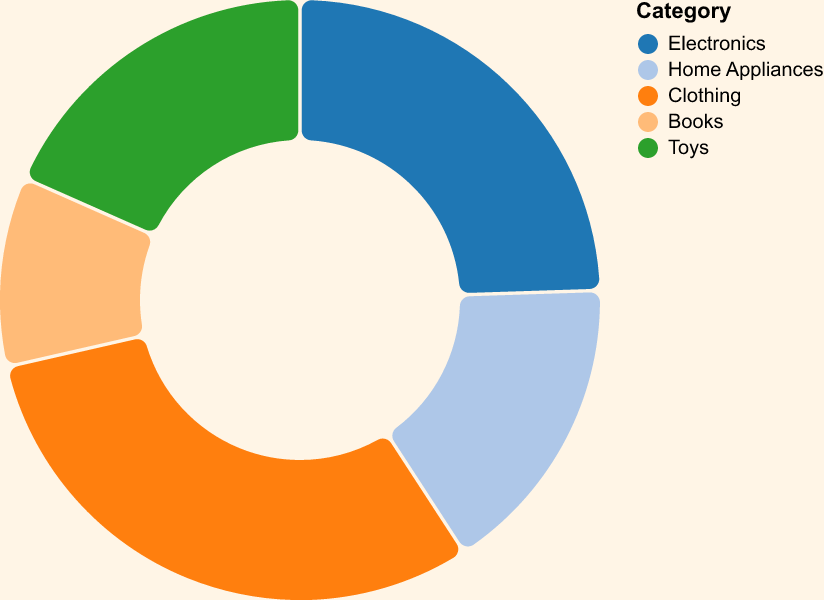 Category
Electronics
Home Appliances
Clothing
Books
Toys